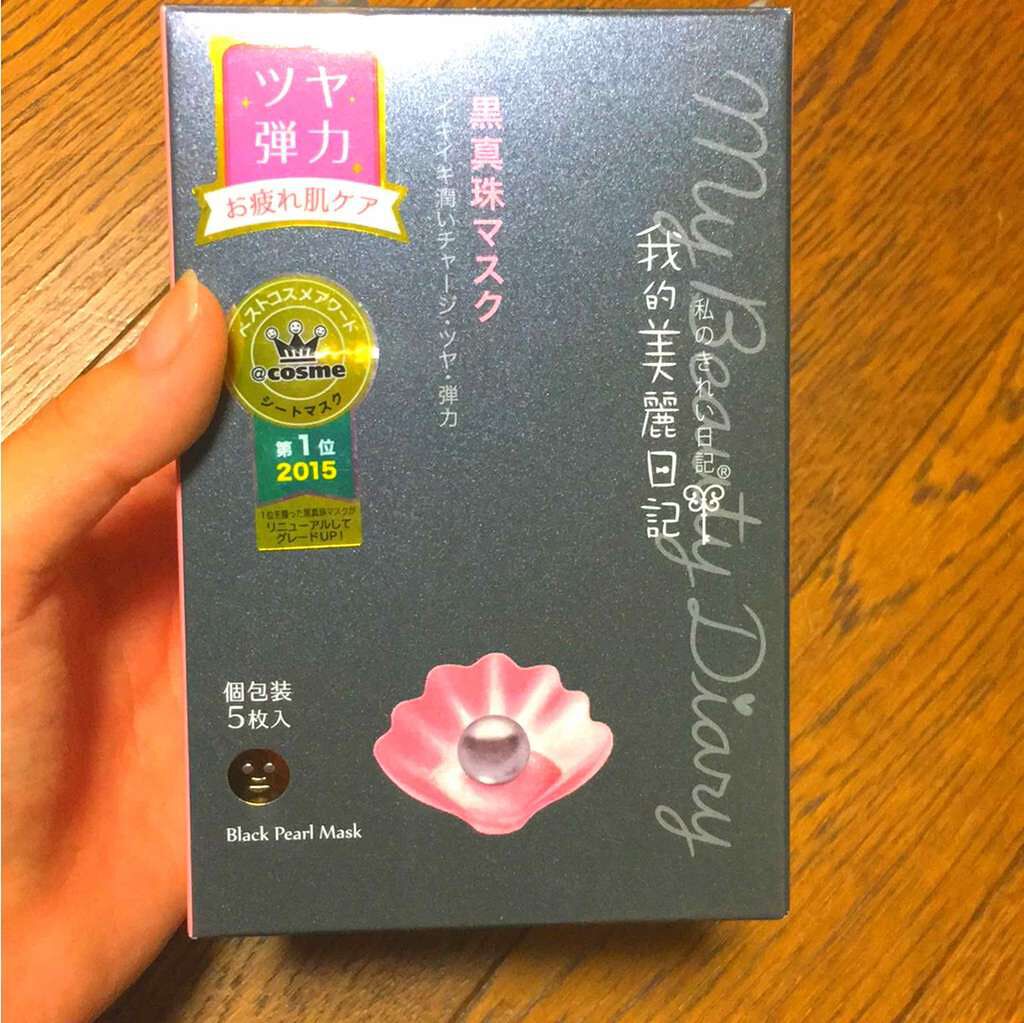 ツヤ
弾力
お疲れ肌ケア
ベストコスメアワード
@cosme
シートマスク
第1位
2015
1位を獲った黒真珠マスクが
リニューアルして
グレードUP!
黒真珠マスク
イキイキ潤いチャージ・ツヤ・弾力
My Beauty Diary
®
私のきれい日記
我的美麗日記
個包装
5枚入
Black Pearl Mask